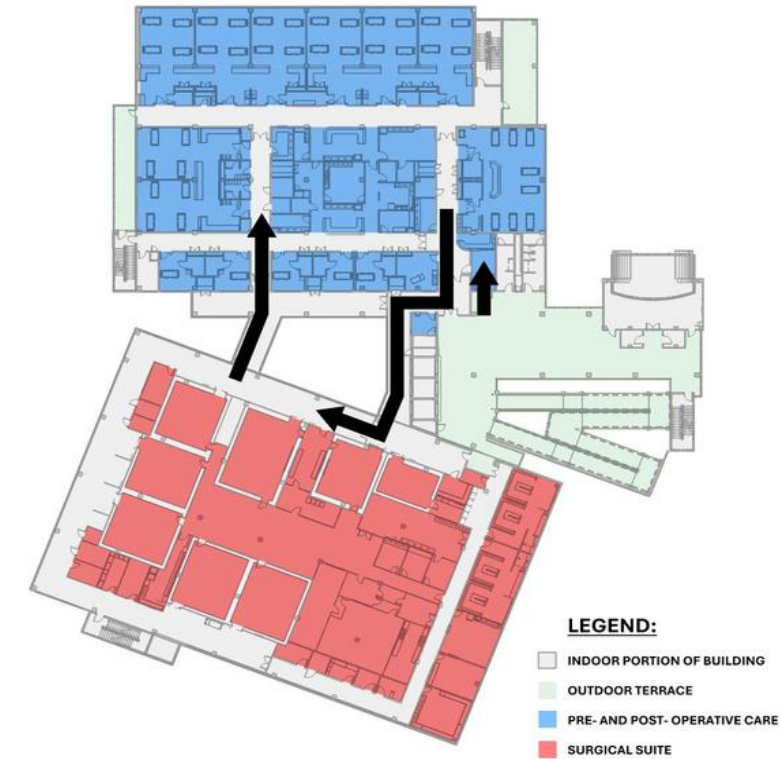 LEGEND:
INDOOR PORTION OF BUILDING
OUTDOOR TERRACE
PRE- AND POST- OPERATIVE CARE
SURGICAL SUITE